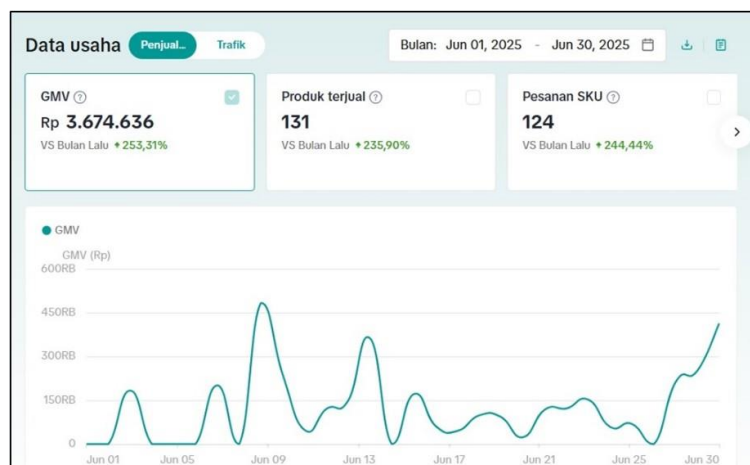 Data usaha Penjual... Trafik Bulan: Jun 01, 2025 - Jun 30, 2025
GMV
Rp 3.674.636
VS Bulan Lalu 253,31%
Produk terjual
131
VS Bulan Lalu 235,90%
Pesanan SKU
124
VS Bulan Lalu 244,44%
GMV
GMV (Rp)
600RB
450RB
300RB
150RB
0
Jun 01 Jun 05 Jun 09 Jun 13 Jun 17 Jun 21 Jun 25 Jun 30